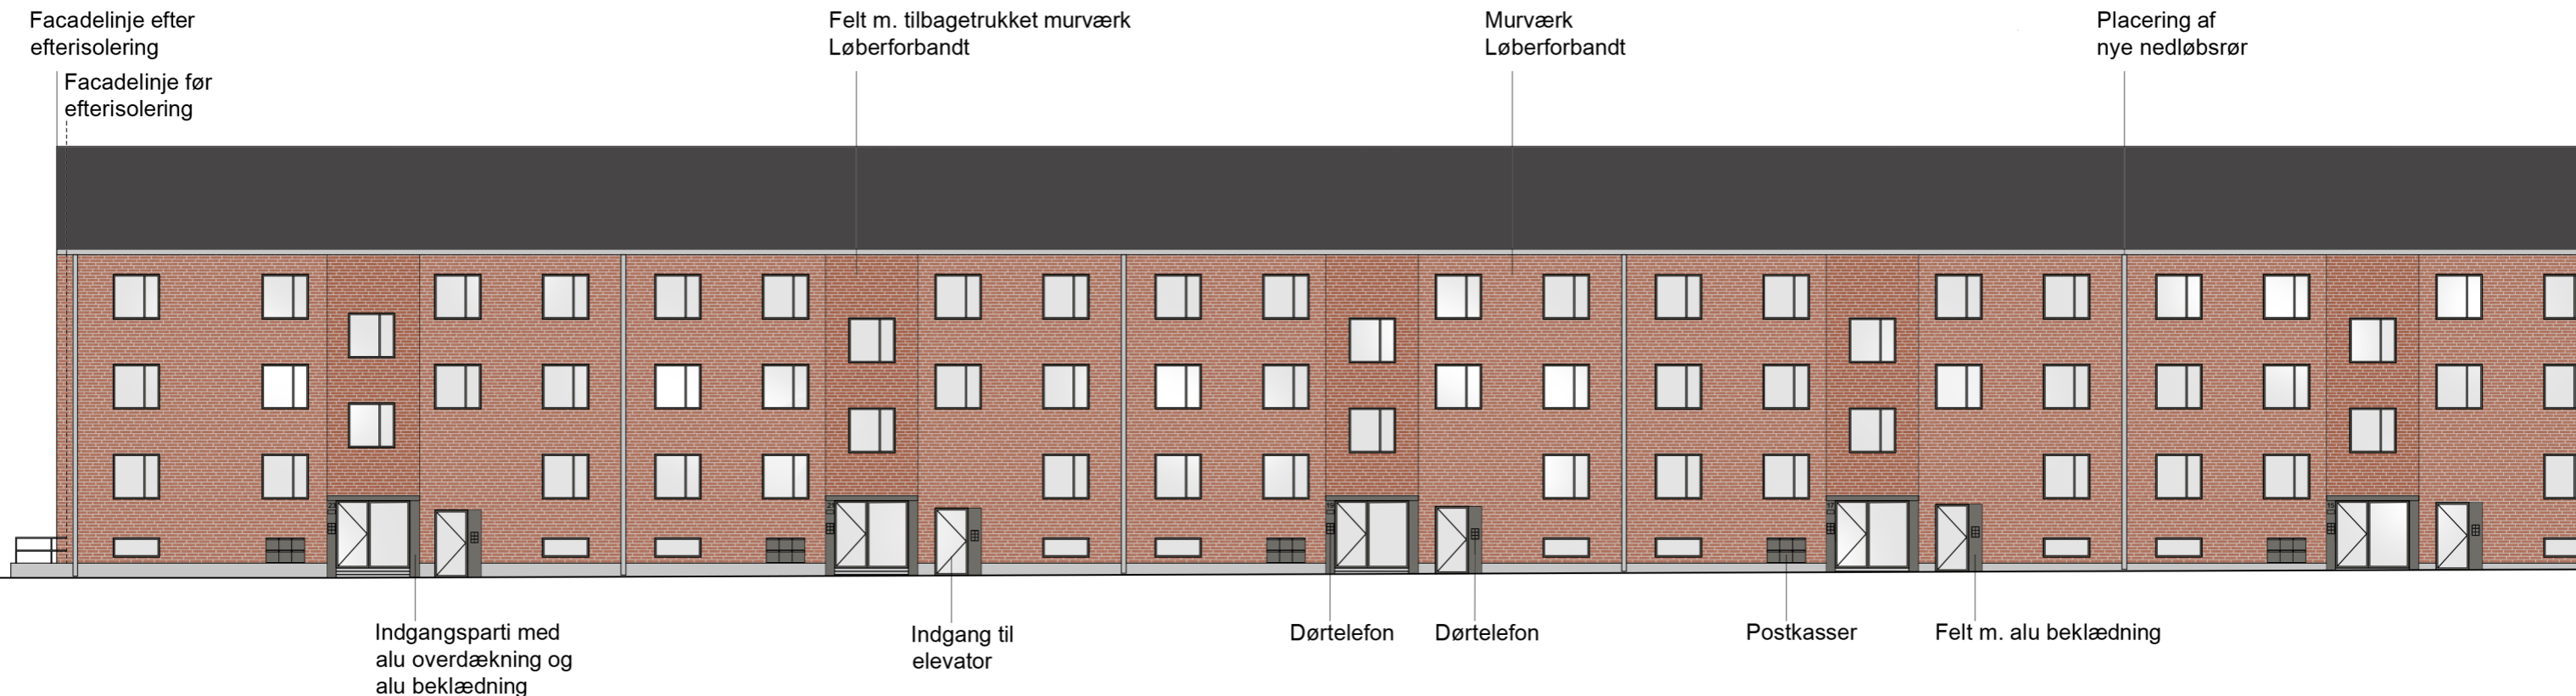 Facadelinje efter
efterisolering
Facadelinje før
efterisolering
Felt m. tilbagetrukket murværk
Løberforbandt
Murværk
Løberforbandt
Placering af
nye nedløbsrør
Indgangsparti med
alu overdækning og
alu beklædning
Indgang til
elevator
Dørtelefon
Dørtelefon
Postkasser
Felt m. alu beklædning